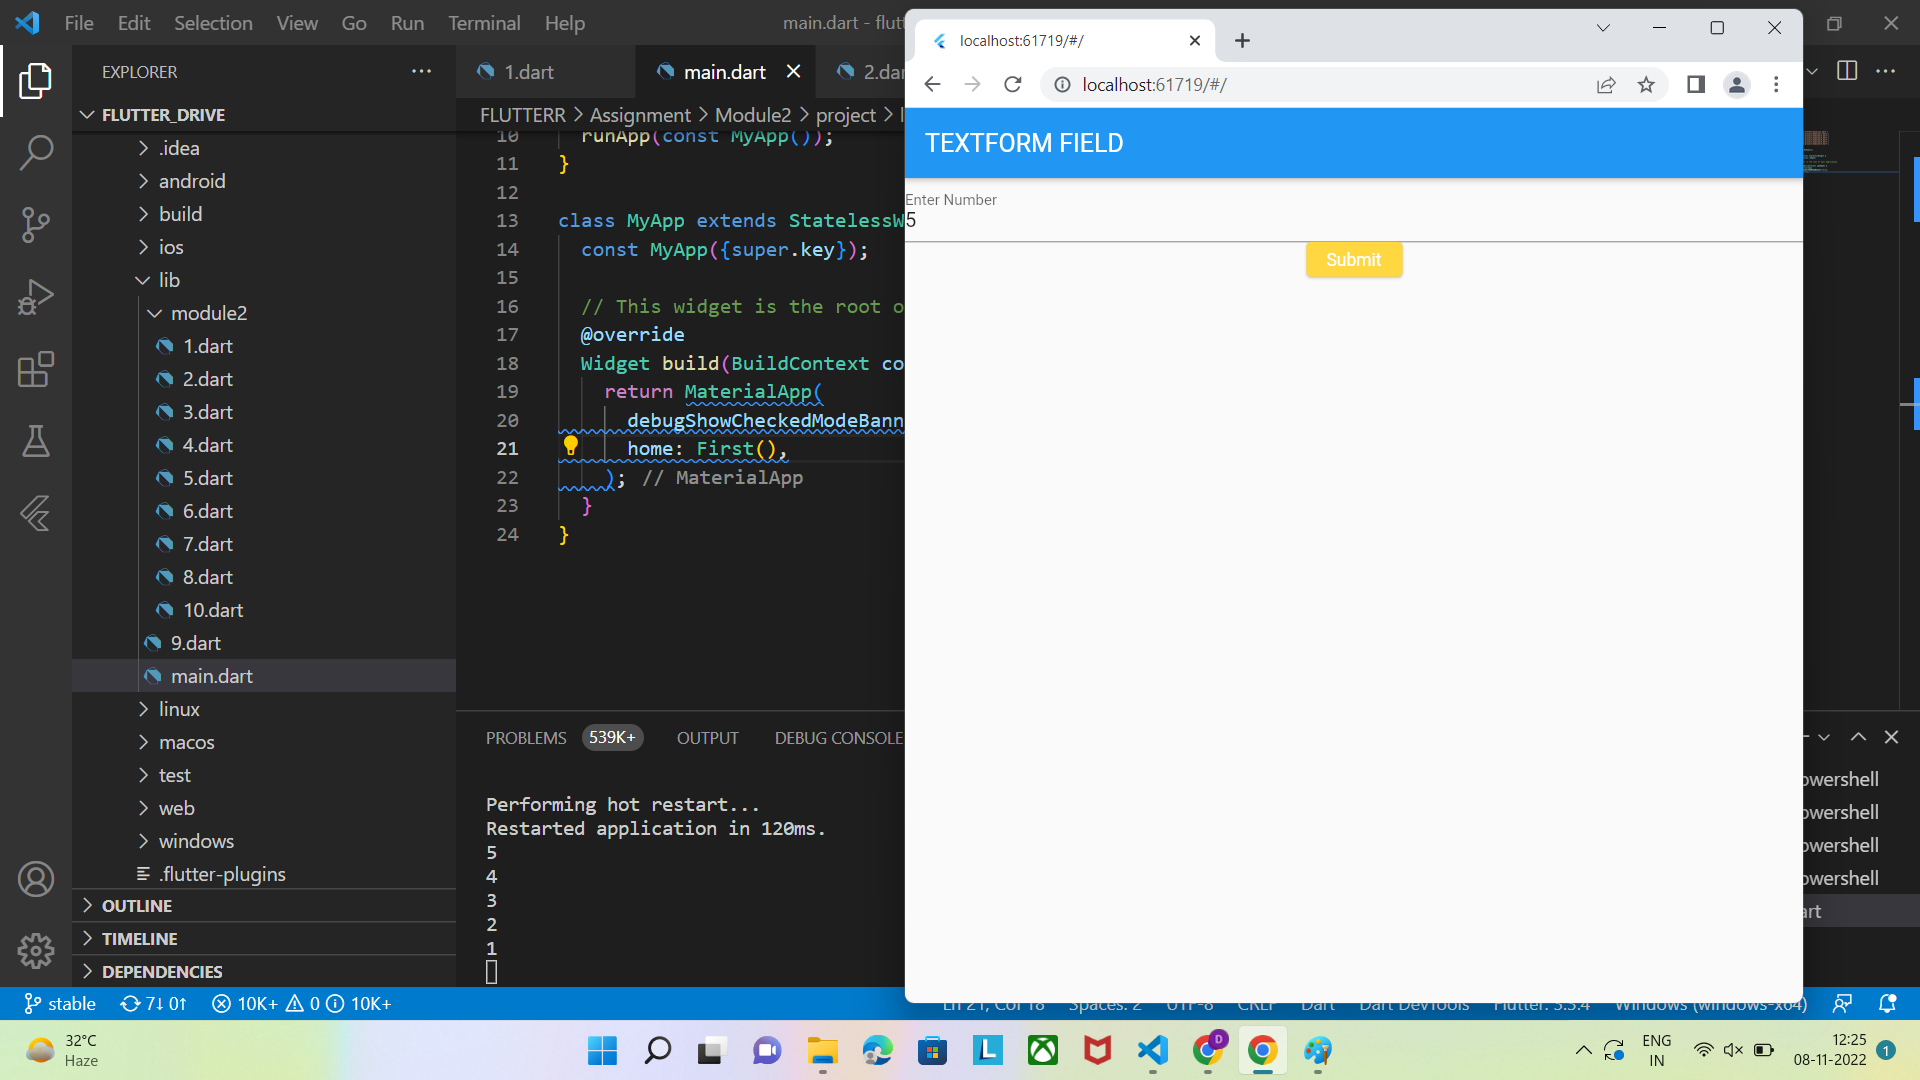 File Edit Selection View Go Run Terminal Help
main.dart - flutt
EXPLORER
FLUTTER_DRIVE
.idea
android
build
ios
lib
module2
1.dart
2.dart
3.dart
4.dart
5.dart
6.dart
7.dart
8.dart
10.dart
9.dart
main.dart
linux
macos
test
web
windows
.flutter-plugins
OUTLINE
TIMELINE
DEPENDENCIES
1.dart main.dart 2.dar
FLUTTERR > Assignment > Module2 > project > l
10 runApp(const MyApp());
11 }
12
13 class MyApp extends StatelessW
14 const MyApp({super.key});
15
16 // This widget is the root o
17 @override
18 Widget build(BuildContext co
19 return MaterialApp(
20 debugShowCheckedModeBann
21 home: First(),
22 ); // MaterialApp
23 }
24 }
PROBLEMS 539K+ OUTPUT DEBUG CONSOLE
Performing hot restart...
Restarted application in 120ms.
5
4
3
2
1
localhost:61719/#/
localhost:61719/#/
TEXTFORM FIELD
Enter Number
5
Submit
owershell
owershell
owershell
owershell
art
stable 7↓ 0↑ 10K+ 0 10K+
Ln 21, Col 18 Spaces: 2 UTF-8 CRLF Dart Dart DevTools Flutter: 3.3.4 Windows (windows-x64)
32°C
Haze
D
L
ENG
IN
12:25
08-11-2022
1